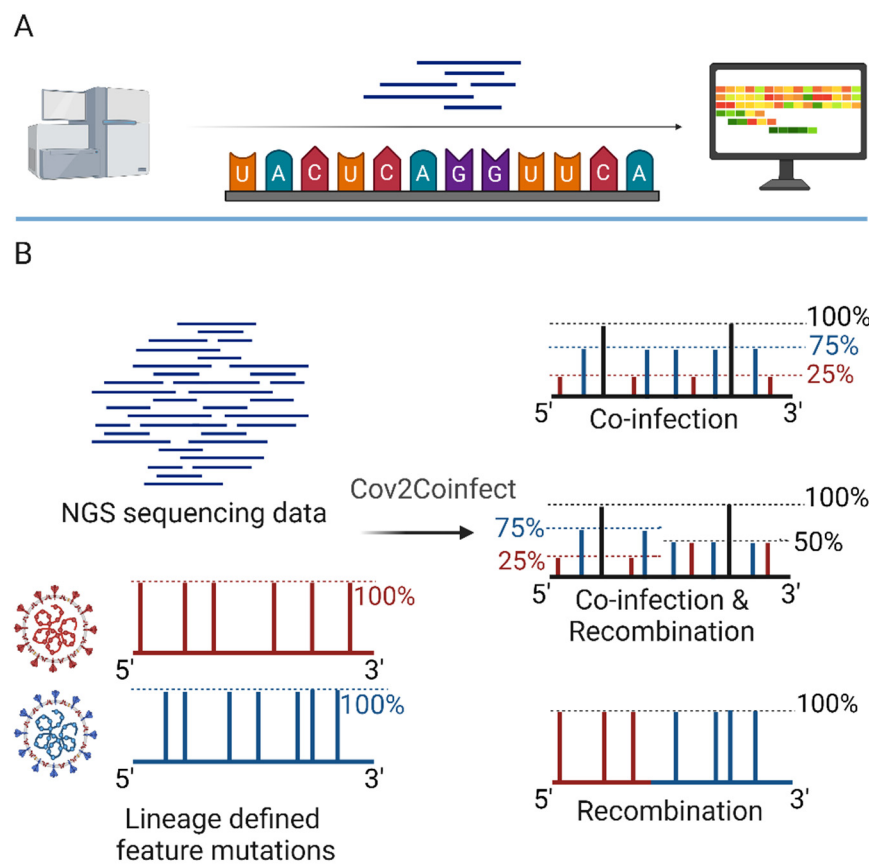 A
U A C U C A G G U U C A
B
100%
75%
25%
5' 3'
Co-infection
NGS sequencing data
Cov2Coinfect
100%
75%
50%
25%
5' 3'
Co-infection &
Recombination
100%
5' 3'
100%
5' 3'
Lineage defined
feature mutations
100%
5' 3'
Recombination